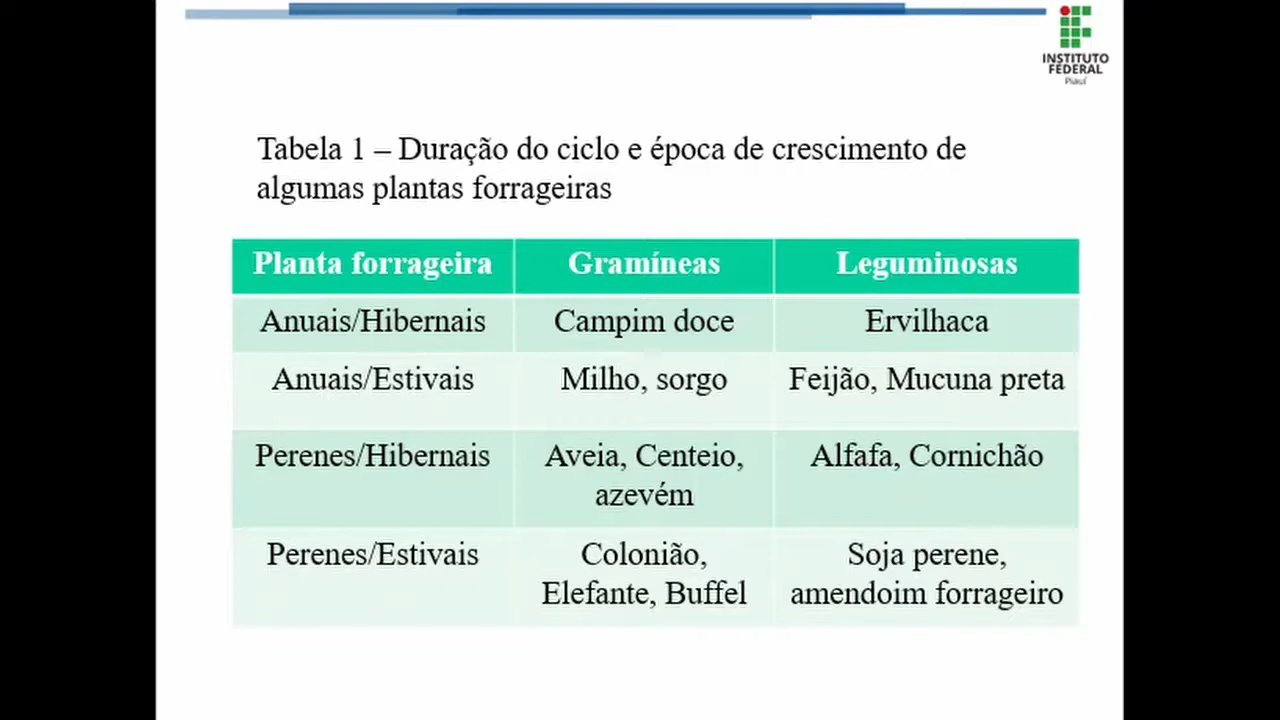 INSTITUTO
FEDERAL
Piauí
Tabela 1 – Duração do ciclo e época de crescimento de
algumas plantas forrageiras
Planta forrageira Gramíneas Leguminosas
Anuais/Hibernais Campim doce Ervilhaca
Anuais/Estivais Milho, sorgo Feijão, Mucuna preta
Perenes/Hibernais Aveia, Centeio, Alfafa, Cornichão
azevém
Perenes/Estivais Colonião, Soja perene,
Elefante, Buffel amendoim forrageiro